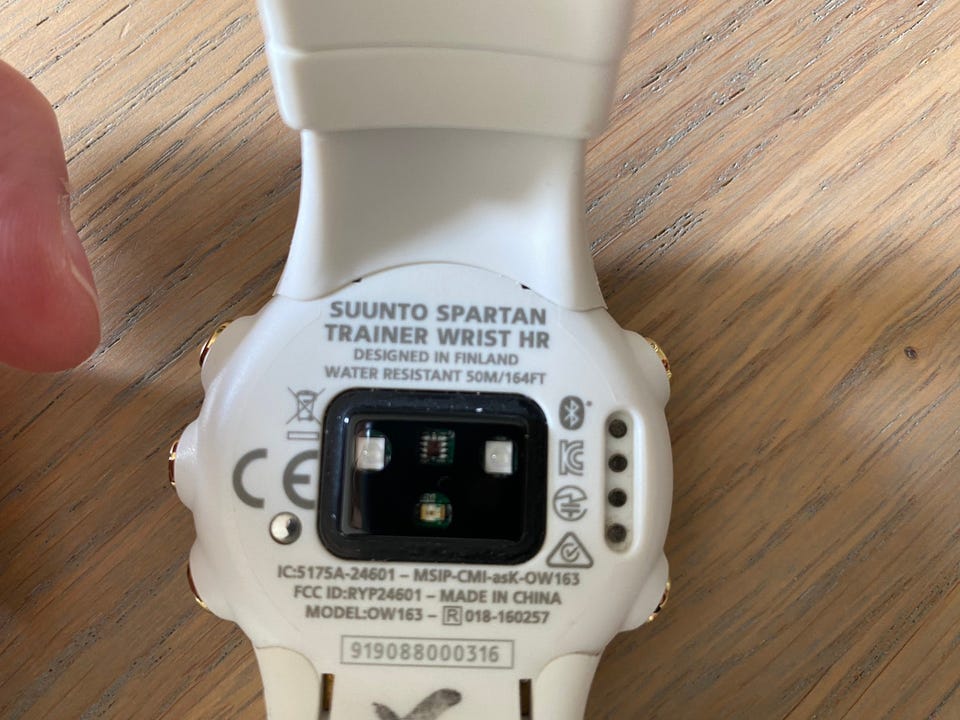 SUUNTO SPARTAN
TRAINER WRIST HR
DESIGNED IN FINLAND
WATER RESISTANT 50M/164FT
CE
IC:5175A-24601 – MSIP-CMI-asK-OW163
FCC ID:RYP24601 – MADE IN CHINA
MODEL:OW163 – R 018-160257
919088000316